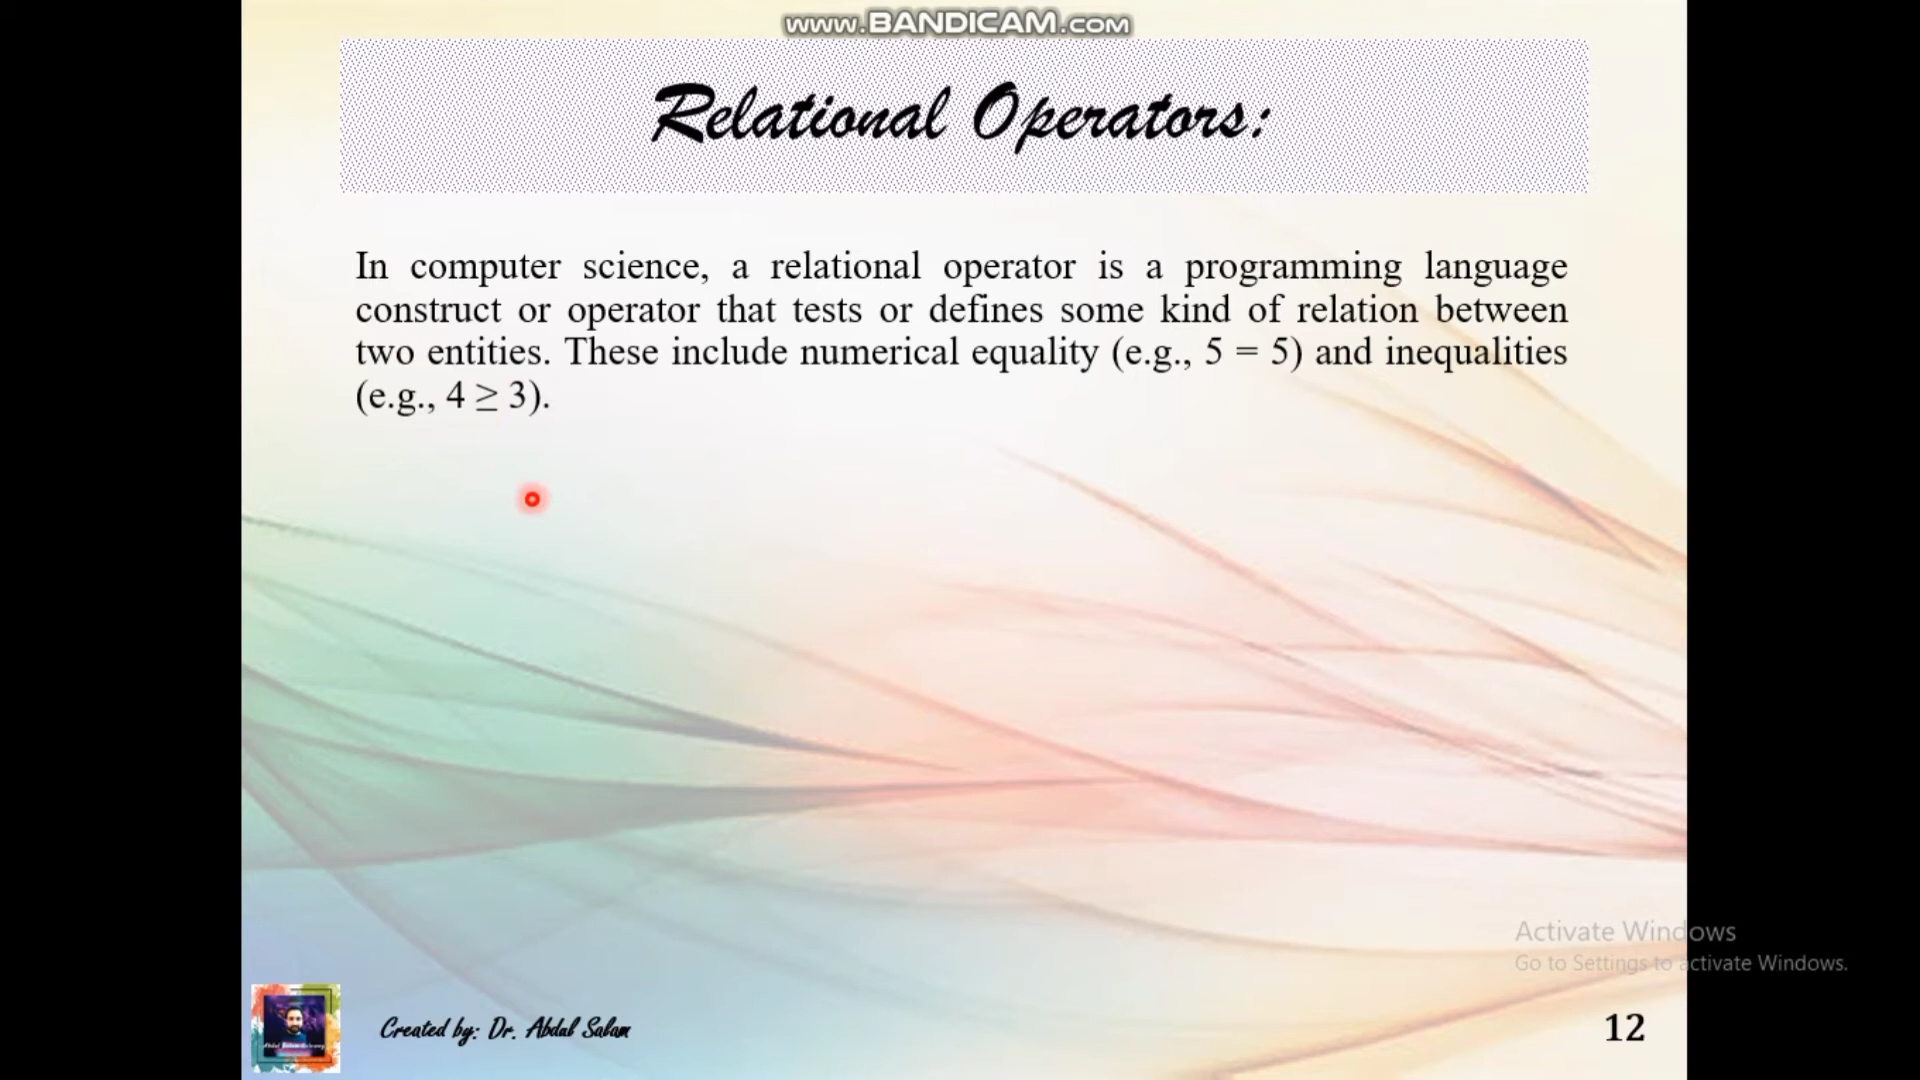 www.BANDICAM.com
Relational Operators:
In computer science, a relational operator is a programming language
construct or operator that tests or defines some kind of relation between
two entities. These include numerical equality (e.g., 5 = 5) and inequalities
(e.g., 4 ≥ 3).
Activate Windows
Go to Settings to activate Windows.
Created by: Dr. Abdul Salam
12